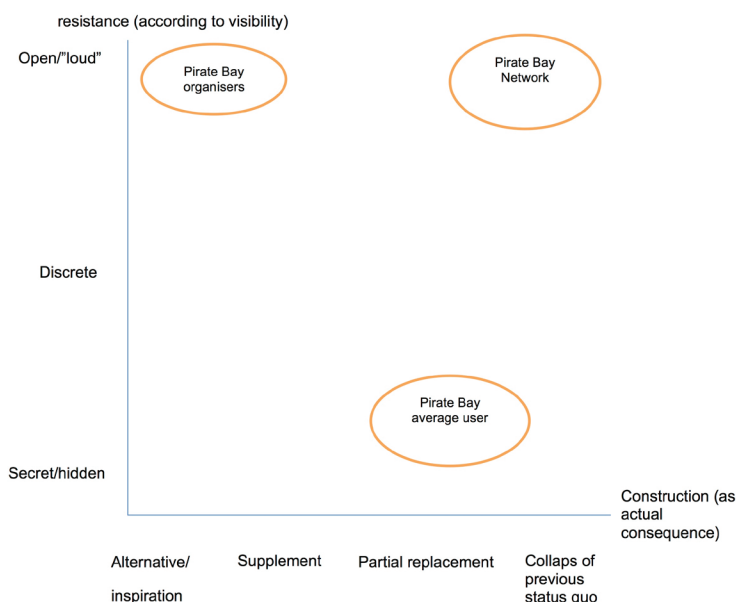 resistance (according to visibility)
Open/”loud”
Pirate Bay
organisers
Pirate Bay
Network
Discrete
Pirate Bay
average user
Secret/hidden
Construction (as
actual
consequence)
Alternative/
inspiration
Supplement
Partial replacement
Collaps of
previous
status quo